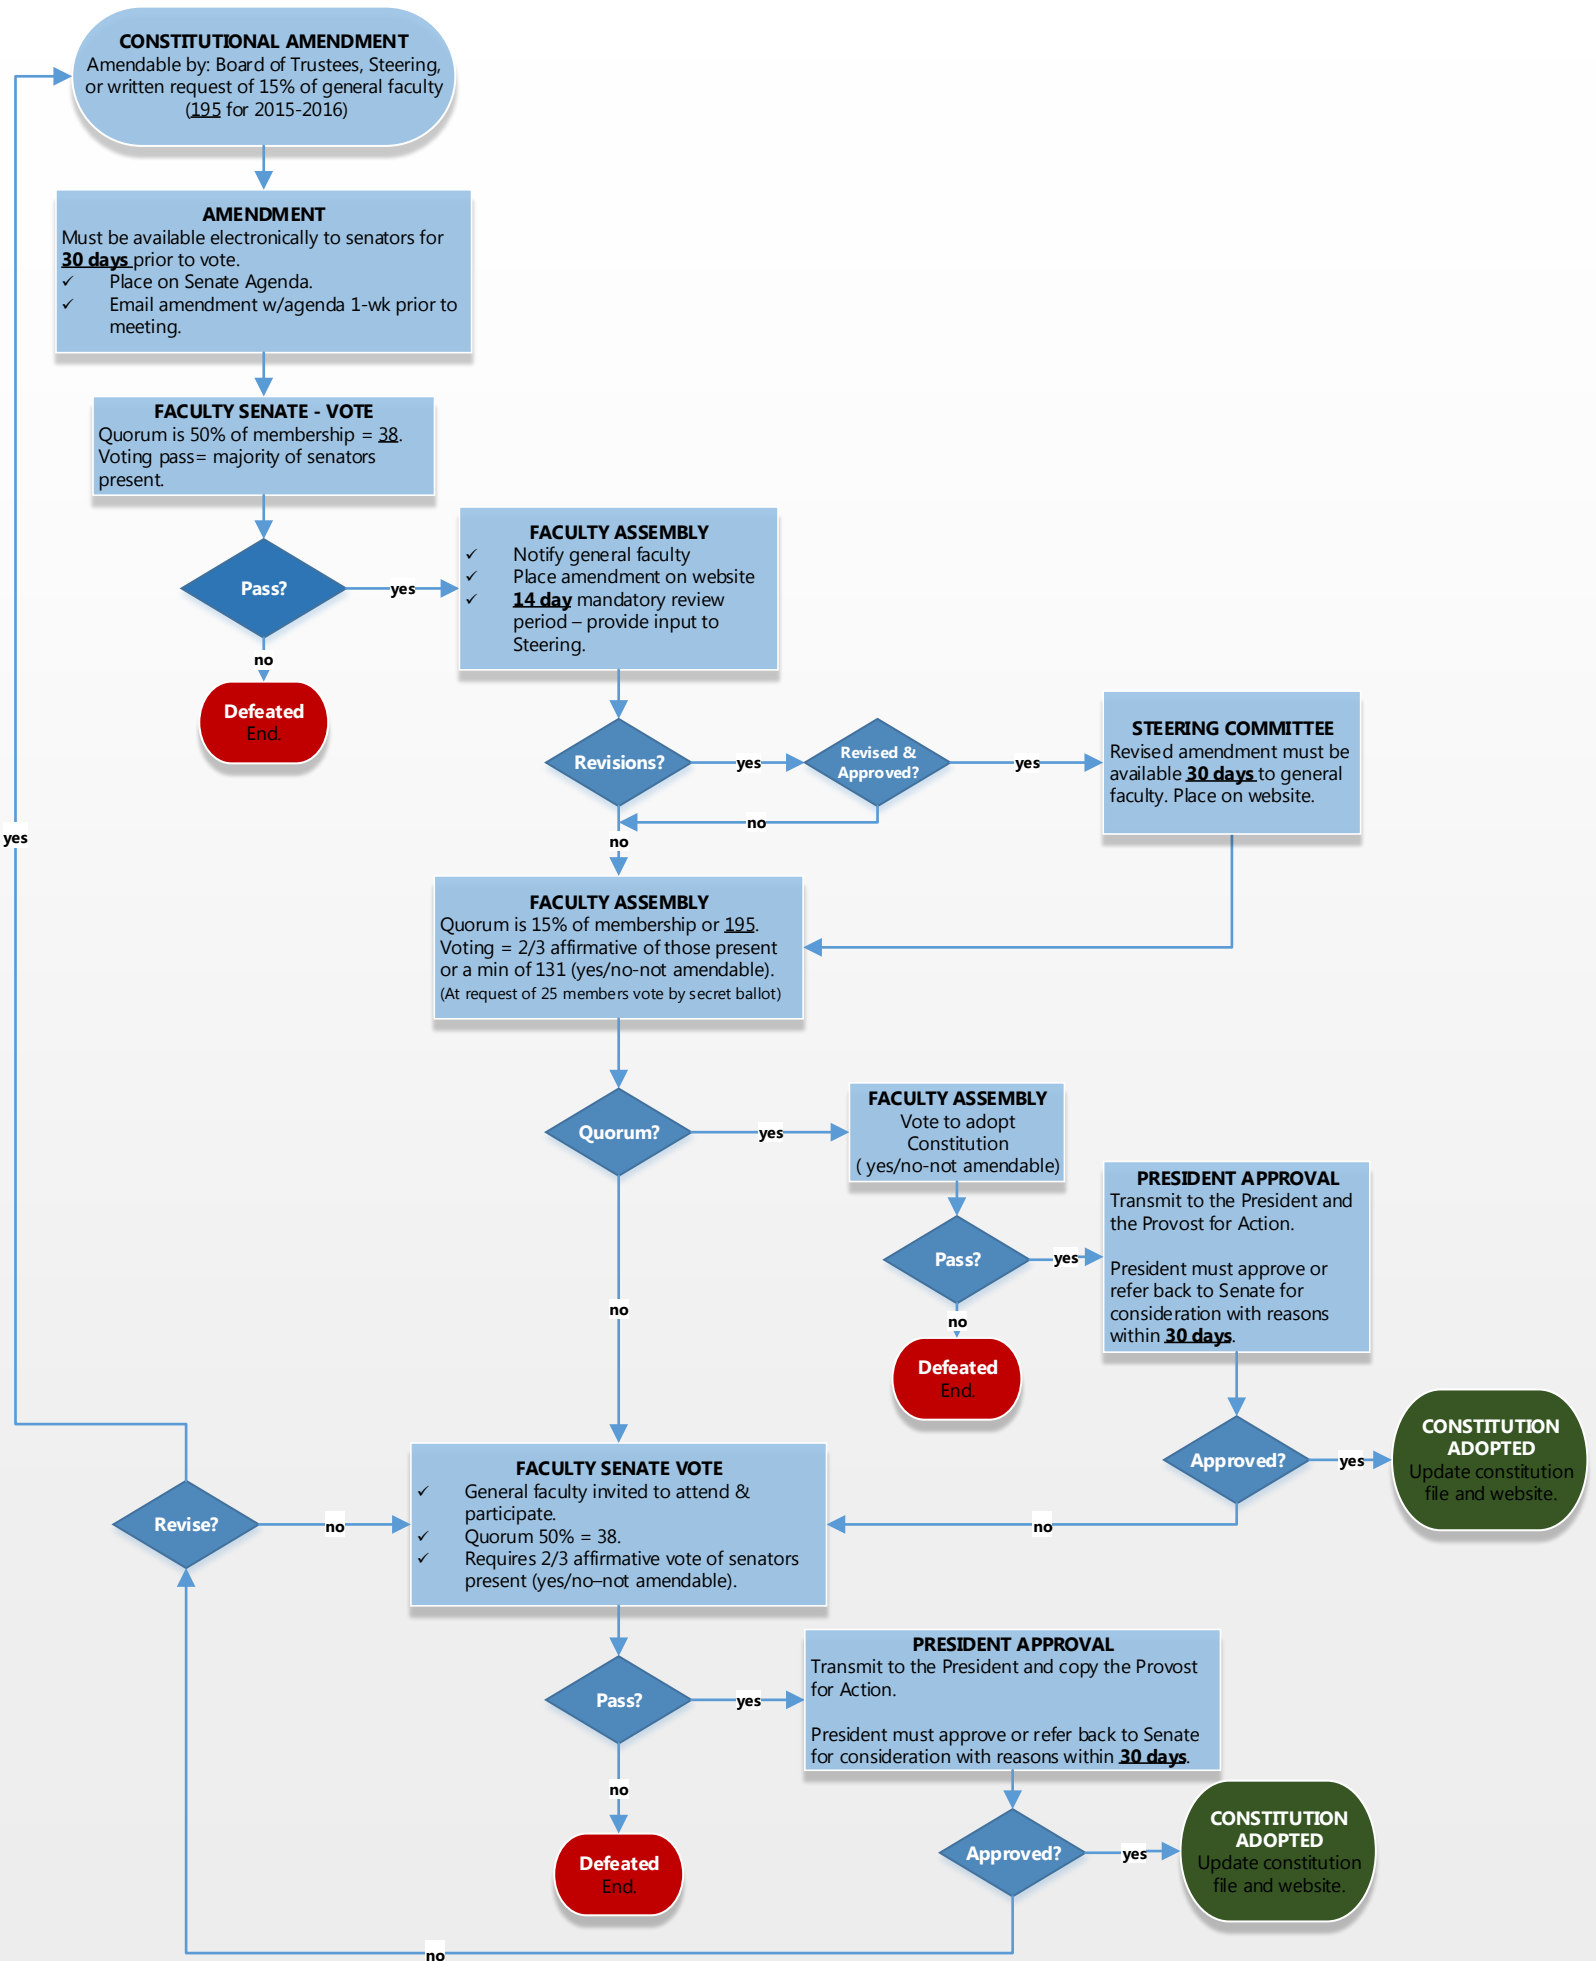 CONSTITUTIONAL AMENDMENT
Amendable by: Board of Trustees, Steering,
or written request of 15% of general faculty
(195 for 2015-2016)
AMENDMENT
Must be available electronically to senators for
30 days prior to vote.
✓ Place on Senate Agenda.
✓ Email amendment w/agenda 1-wk prior to
meeting.
FACULTY SENATE - VOTE
Quorum is 50% of membership = 38.
Voting pass= majority of senators
present.
Pass?
yes
no
Defeated
End.
FACULTY ASSEMBLY
✓ Notify general faculty
✓ Place amendment on website
✓ 14 day mandatory review
period – provide input to
Steering.
Revisions?
yes
Revised &
Approved?
yes
no
no
STEERING COMMITTEE
Revised amendment must be
available 30 days to general
faculty. Place on website.
yes
FACULTY ASSEMBLY
Quorum is 15% of membership or 195.
Voting = 2/3 affirmative of those present
or a min of 131 (yes/no-not amendable).
(At request of 25 members vote by secret ballot)
Quorum?
yes
no
FACULTY ASSEMBLY
Vote to adopt
Constitution
( yes/no-not amendable)
Pass?
yes
no
Defeated
End.
PRESIDENT APPROVAL
Transmit to the President and
the Provost for Action.
President must approve or
refer back to Senate for
consideration with reasons
within 30 days.
Approved?
yes
no
CONSTITUTION
ADOPTED
Update constitution
file and website.
Revise?
no
FACULTY SENATE VOTE
✓ General faculty invited to attend &
participate.
✓ Quorum 50% = 38.
✓ Requires 2/3 affirmative vote of senators
present (yes/no–not amendable).
Pass?
yes
no
Defeated
End.
PRESIDENT APPROVAL
Transmit to the President and copy the Provost
for Action.
President must approve or refer back to Senate
for consideration with reasons within 30 days.
Approved?
yes
no
CONSTITUTION
ADOPTED
Update constitution
file and website.